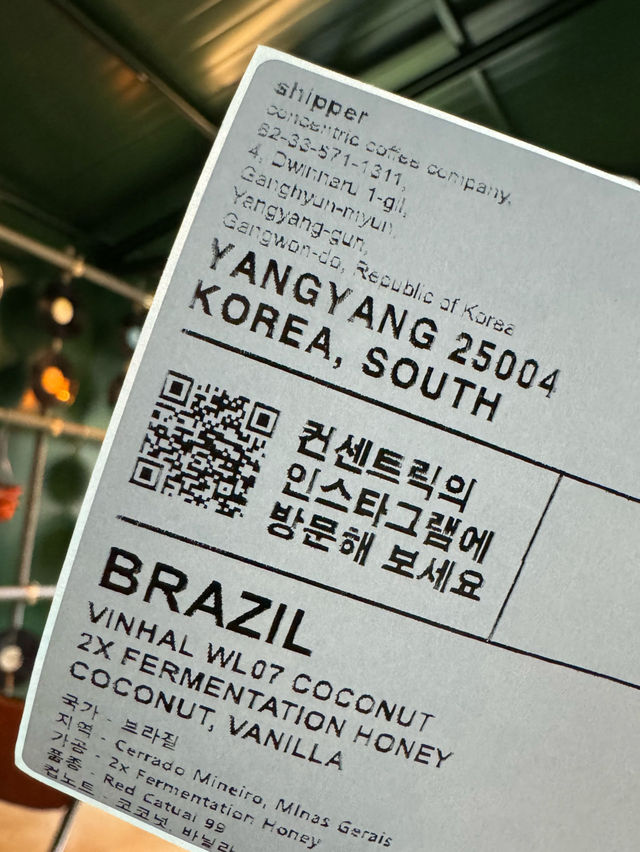 shipper
concentric coffee company,
82-33-571-1311,
4, Dwinnaru 1-gil,
Ganghyun-myun,
Yangyang-gun,
Gangwon-do, Republic of Korea
YANGYANG 25004
KOREA, SOUTH
컨센트릭의
인스타그램에
방문해 보세요
BRAZIL
VINHAL WL07 COCONUT
2X FERMENTATION HONEY
COCONUT, VANILLA
국가 - 브라질
지역 - Cerrado Mineiro, Minas Gerais
가공 - 2x Fermentation Honey
품종 - Red Catuai 99
컵노트 - 코코넛, 바닐라